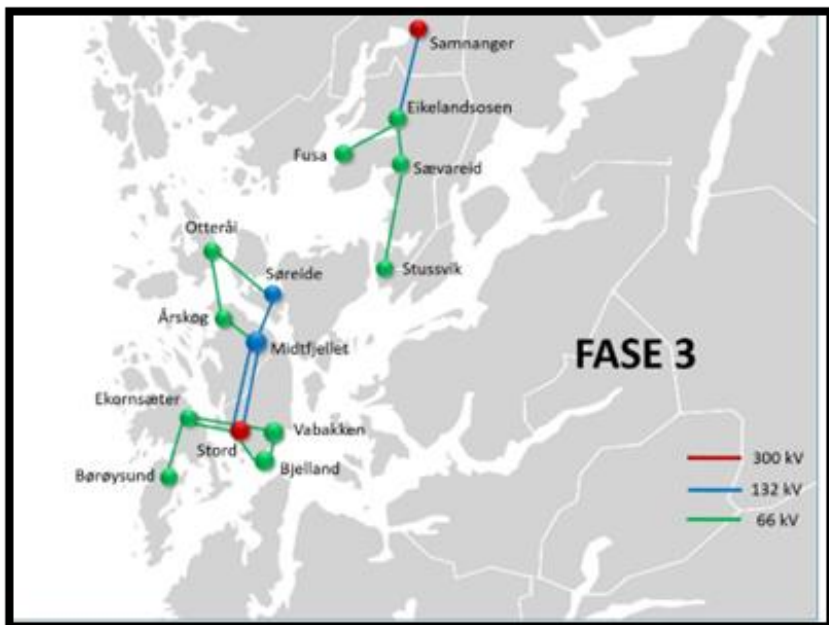 Samnanger
Eikelandsosen
Fusa
Sævareid
Otteråi
Søreide
Stussvik
Årskøg
Midtfjellet
FASE 3
Ekornsæter
Vabakken
Stord
Bjelland
Børøysund
300 kV
132 kV
66 kV